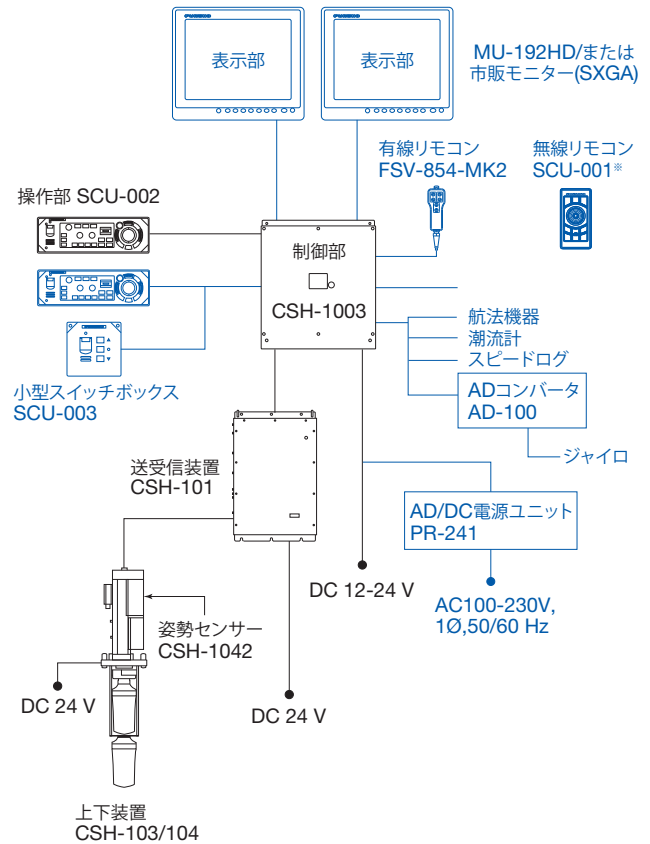 表示部
表示部
MU-192HD/または
市販モニター(SXGA)
有線リモコン
FSV-854-MK2
無線リモコン
SCU-001※
操作部 SCU-002
制御部
CSH-1003
航法機器
潮流計
スピードログ
小型スイッチボックス
SCU-003
ADコンバータ
AD-100
ジャイロ
送受信装置
CSH-101
AD/DC電源ユニット
PR-241
DC 12-24 V
AC100-230V,
1Ø,50/60 Hz
姿勢センサー
CSH-1042
DC 24 V
DC 24 V
上下装置
CSH-103/104